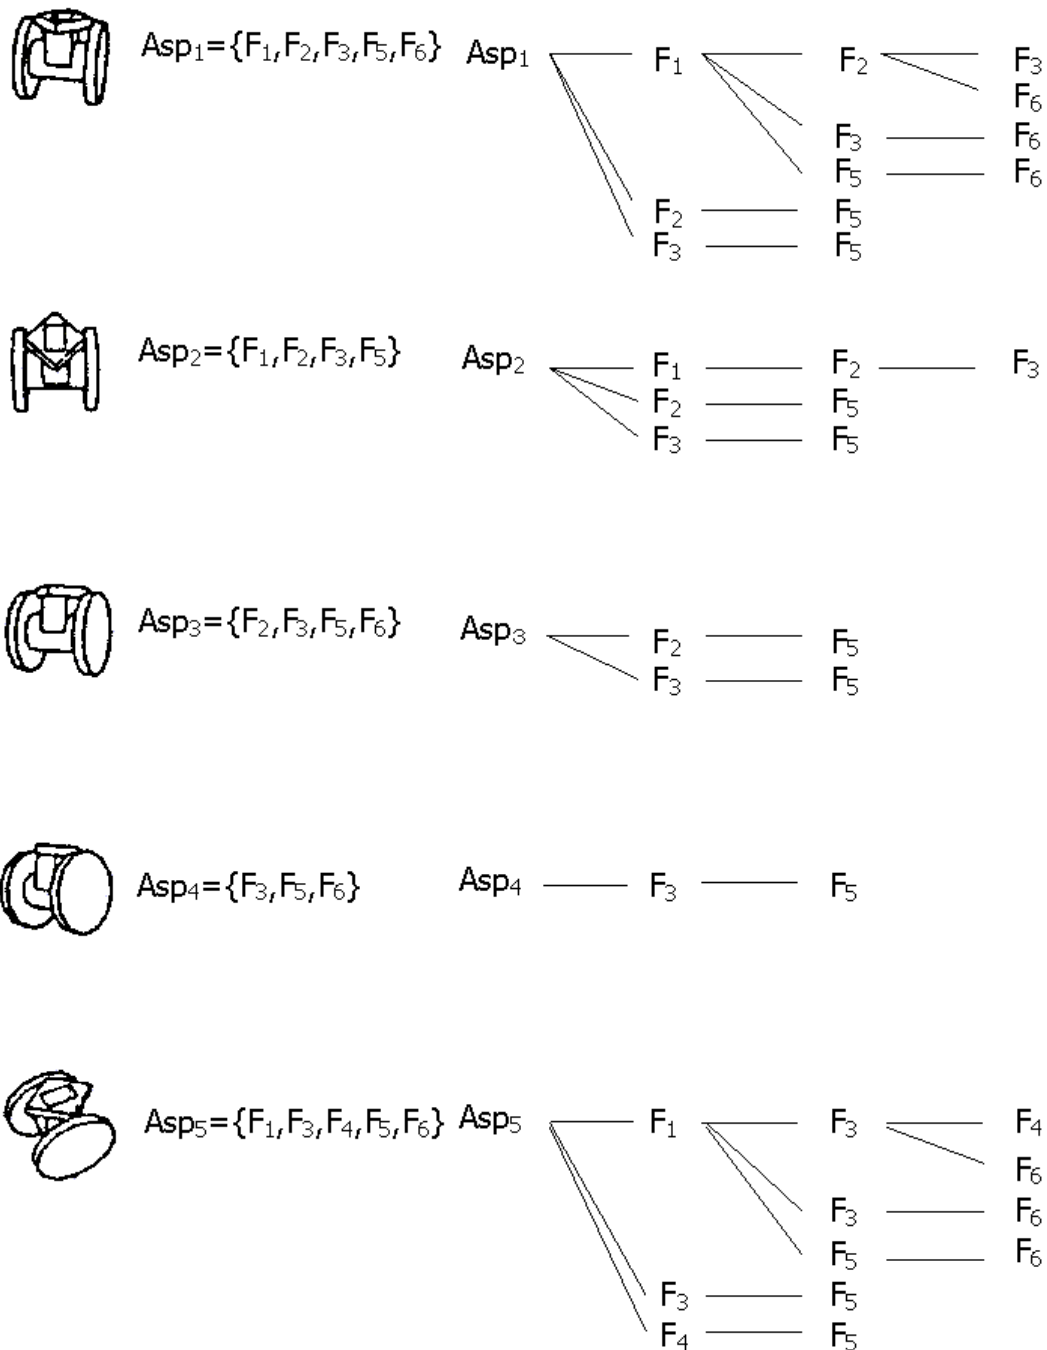 Asp₁={F₁,F₂,F₃,F₅,F₆} Asp₁ F₁ F₂ F₃
F₆
F₃ F₆
F₅ F₆
F₂ F₅
F₃ F₅
Asp₂={F₁,F₂,F₃,F₅} Asp₂ F₁ F₂ F₃
F₂ F₅
F₃ F₅
Asp₃={F₂,F₃,F₅,F₆} Asp₃ F₂ F₅
F₃ F₅
Asp₄={F₃,F₅,F₆} Asp₄ F₃ F₅
Asp₅={F₁,F₃,F₄,F₅,F₆} Asp₅ F₁ F₃ F₄
F₆
F₃ F₆
F₅ F₆
F₃ F₅
F₄ F₅